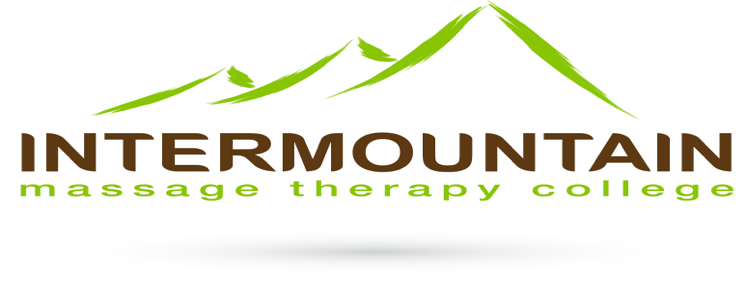 INTERMOUNTAIN
massage therapy college